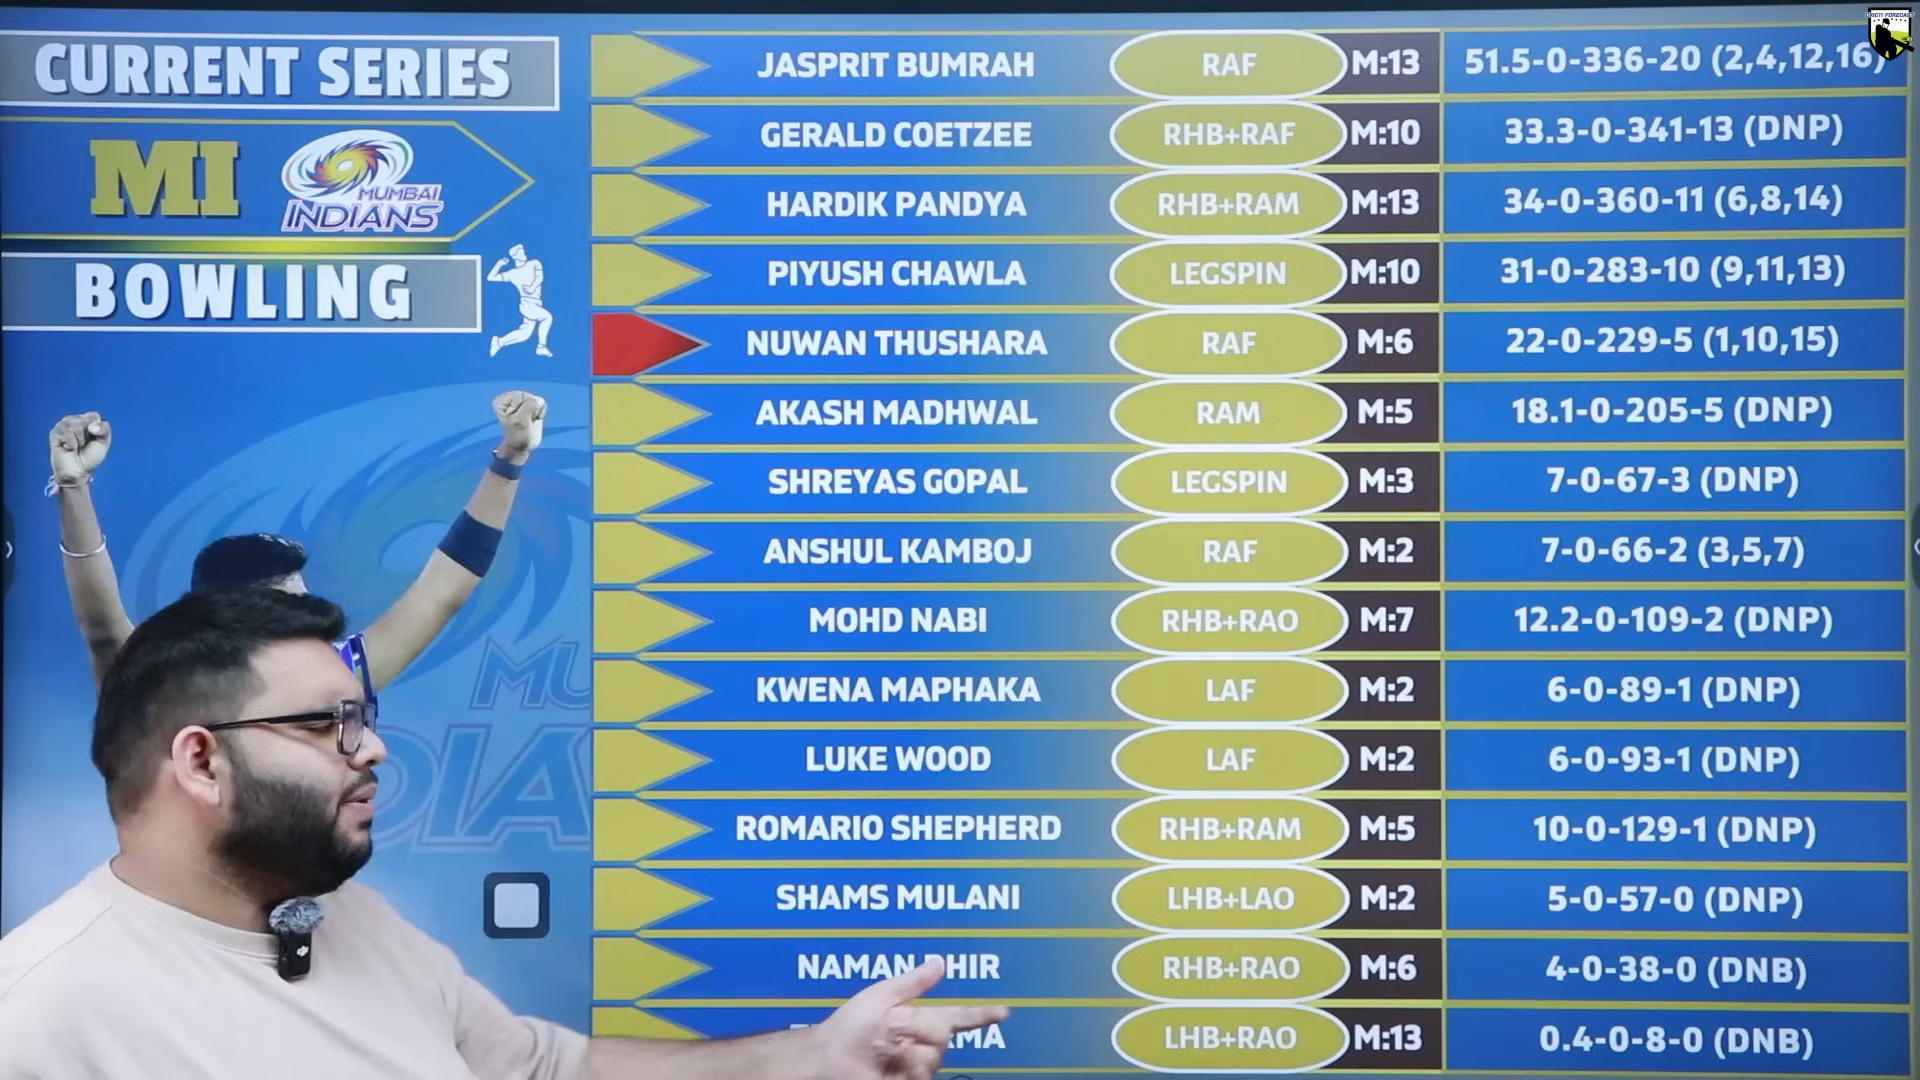 CRIC11 FORECAST
CURRENT SERIES
MI
MUMBAI
INDIANS
BOWLING
JASPRIT BUMRAH RAF M:13 51.5-0-336-20 (2,4,12,16)
GERALD COETZEE RHB+RAF M:10 33.3-0-341-13 (DNP)
HARDIK PANDYA RHB+RAM M:13 34-0-360-11 (6,8,14)
PIYUSH CHAWLA LEGSPIN M:10 31-0-283-10 (9,11,13)
NUWAN THUSHARA RAF M:6 22-0-229-5 (1,10,15)
AKASH MADHWAL RAM M:5 18.1-0-205-5 (DNP)
SHREYAS GOPAL LEGSPIN M:3 7-0-67-3 (DNP)
ANSHUL KAMBOJ RAF M:2 7-0-66-2 (3,5,7)
MOHD NABI RHB+RAO M:7 12.2-0-109-2 (DNP)
KWENA MAPHAKA LAF M:2 6-0-89-1 (DNP)
LUKE WOOD LAF M:2 6-0-93-1 (DNP)
ROMARIO SHEPHERD RHB+RAM M:5 10-0-129-1 (DNP)
SHAMS MULANI LHB+LAO M:2 5-0-57-0 (DNP)
NAMAN DHIR RHB+RAO M:6 4-0-38-0 (DNB)
LHB+RAO M:13 0.4-0-8-0 (DNB)